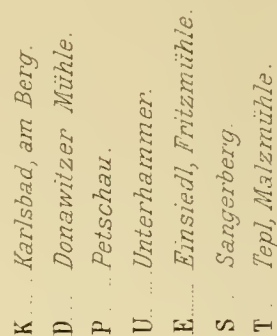 K..... Karlsbad, am Berg.
D.... Donawitzer Mühle.
P ... Petschau.
U.. ....Unterhammer.
E....... Einsiedl, Fritzmühle.
S . Sangerberg.
T Tepl, Malzmühle.